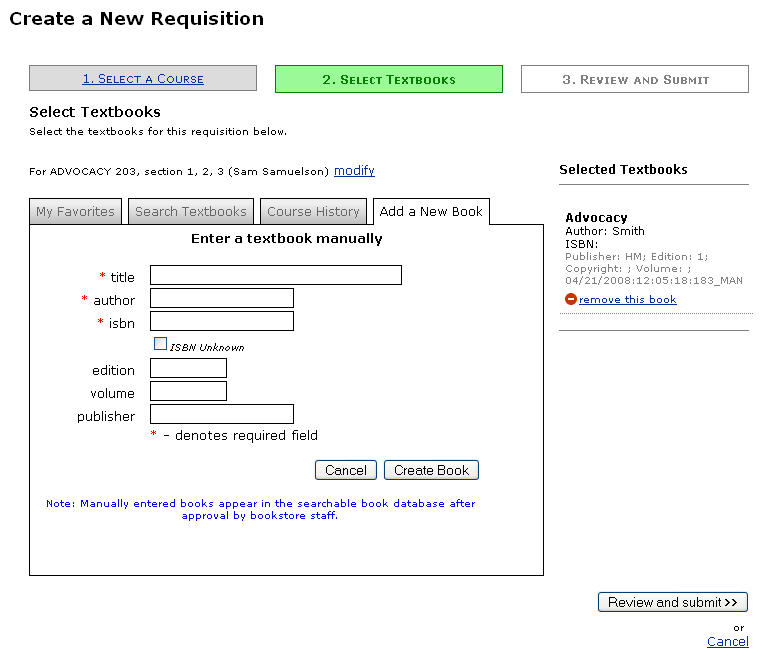 Create a New Requisition
1. Select a Course
2. Select Textbooks
3. Review and Submit
Select Textbooks
Select the textbooks for this requisition below.
For ADVOCACY 203, section 1, 2, 3 (Sam Samuelson) modify
My Favorites
Search Textbooks
Course History
Add a New Book
Enter a textbook manually
* title
* author
* isbn
ISBN Unknown
edition
volume
publisher
* - denotes required field
Cancel
Create Book
Note: Manually entered books appear in the searchable book database after
approval by bookstore staff.
Selected Textbooks
Advocacy
Author: Smith
ISBN:
Publisher: HM; Edition: 1;
Copyright: ; Volume: ;
04/21/2008:12:05:18:183_MAN
remove this book
Review and submit >>
or
Cancel